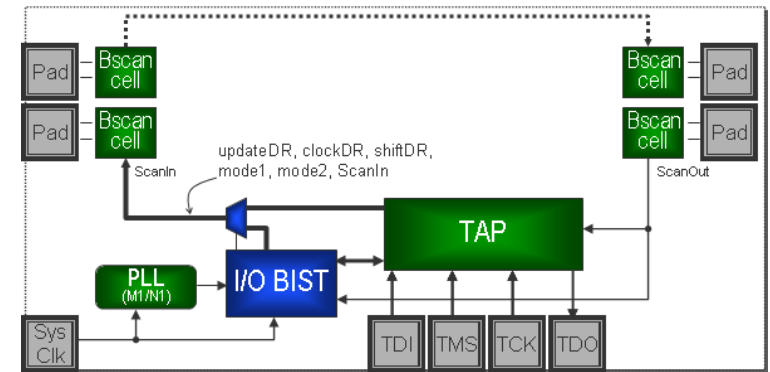 Pad
Bscan
cell
Bscan
cell
Pad
Pad
Bscan
cell
Bscan
cell
Pad
ScanIn
updateDR, clockDR, shiftDR,
mode1, mode2, ScanIn
ScanOut
TAP
PLL
(M1/N1)
I/O BIST
Sys
Clk
TDI
TMS
TCK
TDO